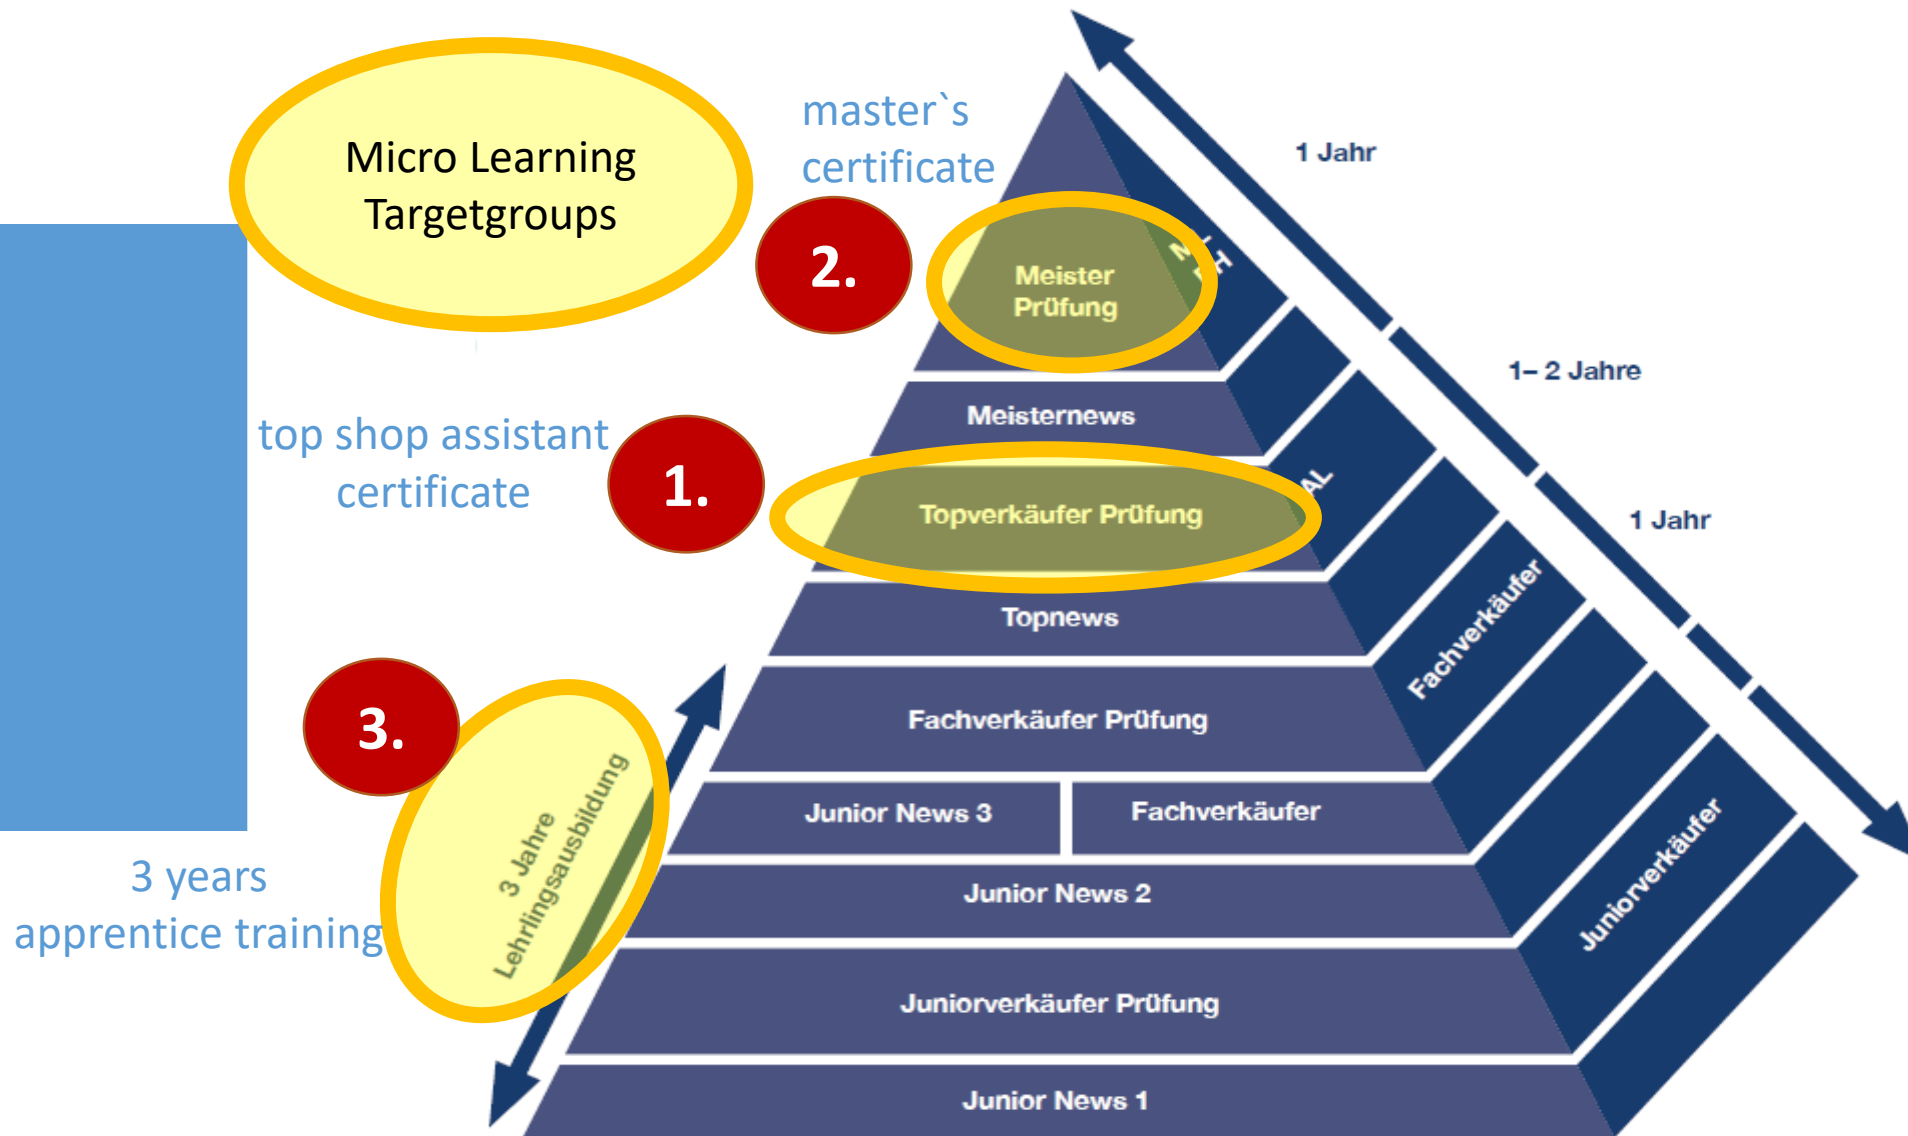 Micro Learning
Targetgroups
master`s
certificate
2.
Meister
Prüfung
1 Jahr
1– 2 Jahre
1 Jahr
Meisternews
top shop assistant
certificate
1.
Topverkäufer Prüfung
Topnews
Fachverkäufer
3.
3 Jahre
Lehrlingsausbildung
Fachverkäufer Prüfung
Junior News 3
Fachverkäufer
3 years
apprentice training
Junior News 2
Juniorverkäufer
Juniorverkäufer Prüfung
Junior News 1